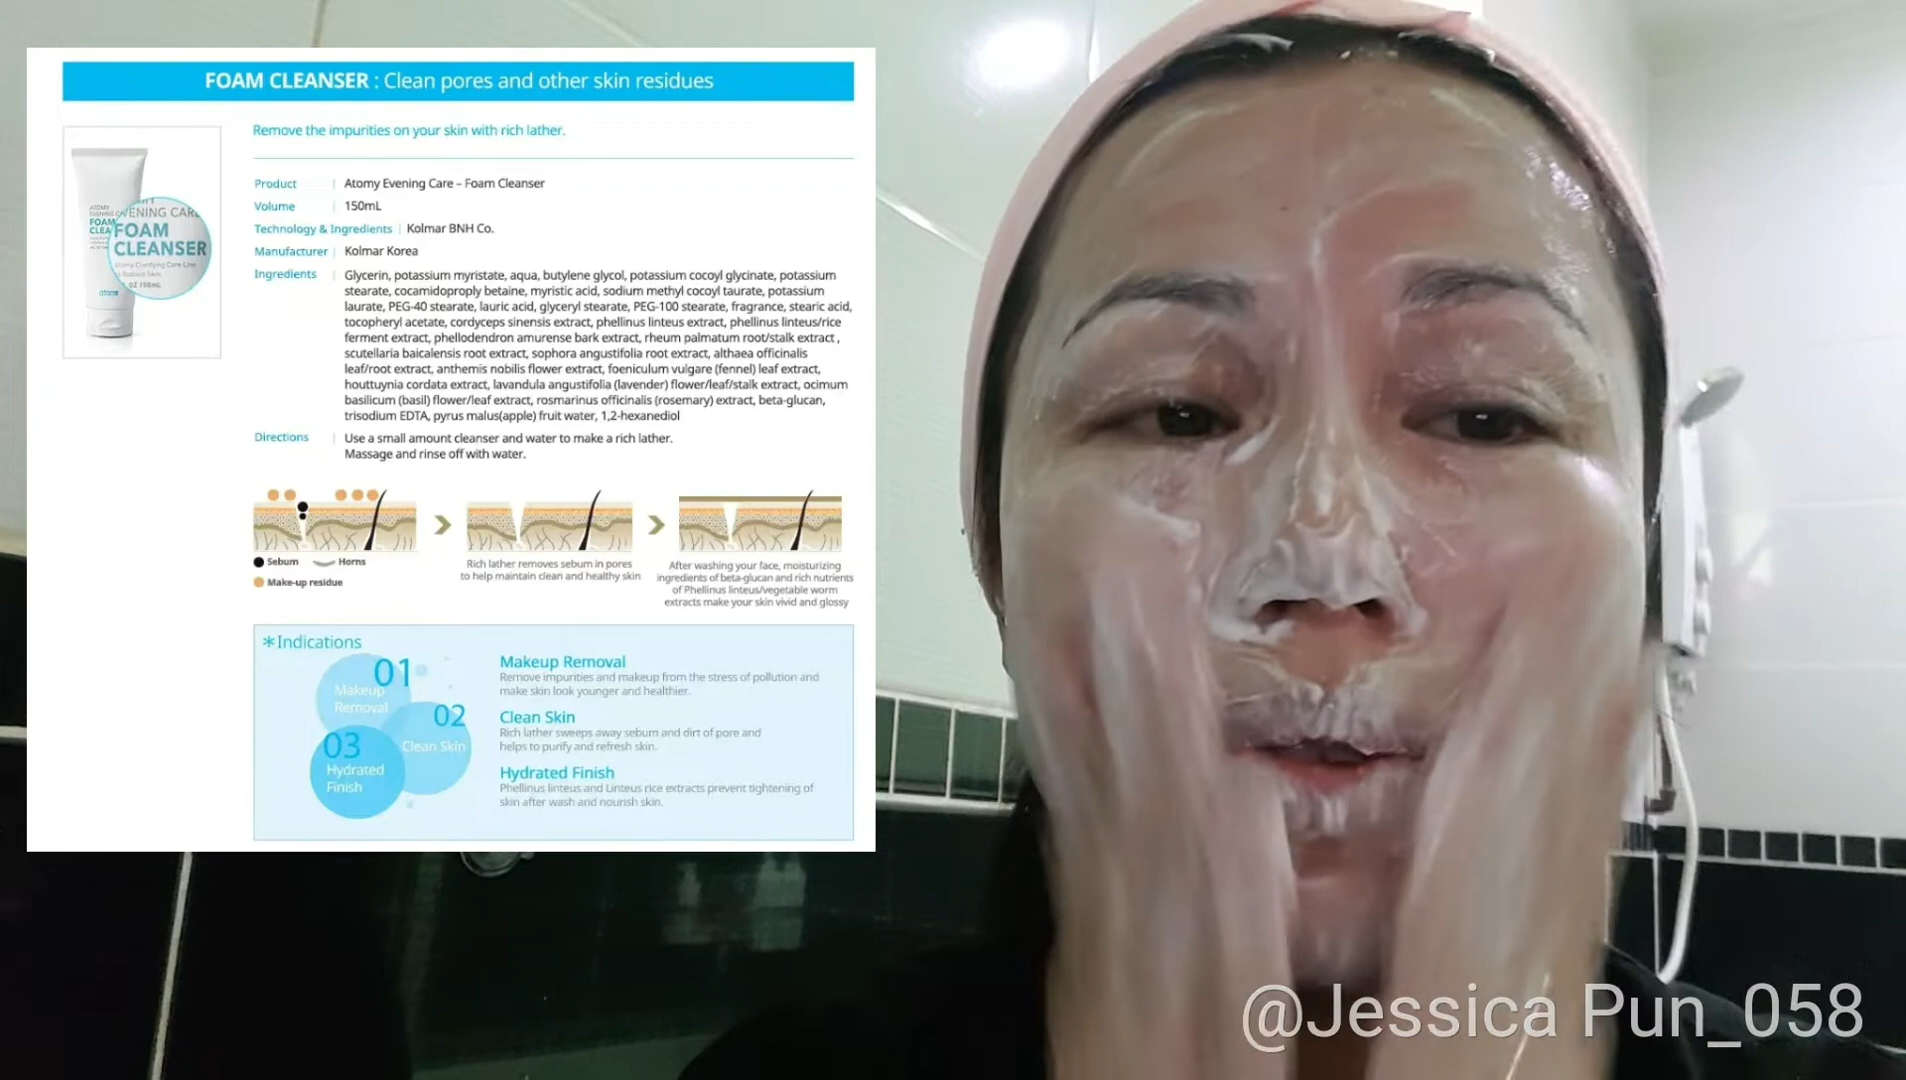 FOAM CLEANSER : Clean pores and other skin residues
Remove the impurities on your skin with rich lather.
EVENING CARE
FOAM
CLEANSER
Product | Atomy Evening Care – Foam Cleanser
Volume | 150mL
Technology & Ingredients | Kolmar BNH Co.
Manufacturer | Kolmar Korea
Ingredients | Glycerin, potassium myristate, aqua, butylene glycol, potassium cocoyl glycinate, potassium
stearate, cocamidoproply betaine, myristic acid, sodium methyl cocoyl taurate, potassium
laurate, PEG-40 stearate, lauric acid, glyceryl stearate, PEG-100 stearate, fragrance, stearic acid,
tocopheryl acetate, cordyceps sinensis extract, phellinus linteus extract, phellinus linteus/rice
ferment extract, phellodendron amurense bark extract, rheum palmatum root/stalk extract ,
scutellaria baicalensis root extract, sophora angustifolia root extract, althaea officinalis
leaf/root extract, anthemis nobilis flower extract, foeniculum vulgare (fennel) leaf extract,
houttuynia cordata extract, lavandula angustifolia (lavender) flower/leaf/stalk extract, ocimum
basilicum (basil) flower/leaf extract, rosmarinus officinalis (rosemary) extract, beta-glucan,
trisodium EDTA, pyrus malus(apple) fruit water, 1,2-hexanediol
Directions | Use a small amount cleanser and water to make a rich lather.
Massage and rinse off with water.
Sebum
Horns
Make-up residue
Rich lather removes sebum in pores
to help maintain clean and healthy skin
After washing your face, moisturizing
ingredients of beta-glucan and rich nutrients
of Phellinus linteus/vegetable worm
extracts make your skin vivid and glossy
*Indications
01
Makeup
Removal
02
Clean Skin
03
Hydrated
Finish
Makeup Removal
Remove impurities and makeup from the stress of pollution and
make skin look younger and healthier.
Clean Skin
Rich lather sweeps away sebum and dirt of pore and
helps to purify and refresh skin.
Hydrated Finish
Phellinus linteus and Linteus rice extracts prevent tightening of
skin after wash and nourish skin.
@Jessica Pun_058